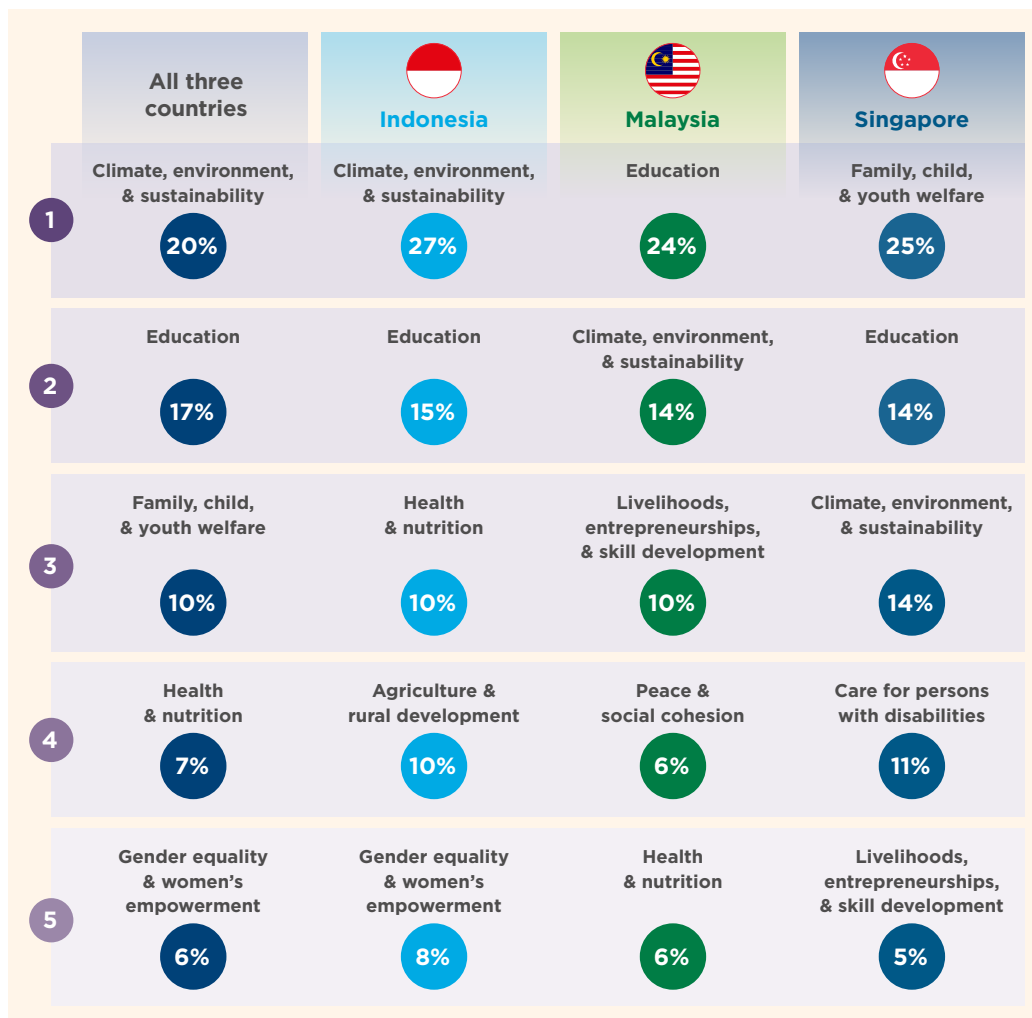 All three
countries
Indonesia
Malaysia
Singapore
1
Climate, environment,
& sustainability
20%
Climate, environment,
& sustainability
27%
Education
24%
Family, child,
& youth welfare
25%
2
Education
17%
Education
15%
Climate, environment,
& sustainability
14%
Education
14%
3
Family, child,
& youth welfare
10%
Health
& nutrition
10%
Livelihoods,
entrepreneurships,
& skill development
10%
Climate, environment,
& sustainability
14%
4
Health
& nutrition
7%
Agriculture &
rural development
10%
Peace &
social cohesion
6%
Care for persons
with disabilities
11%
5
Gender equality
& women’s
empowerment
6%
Gender equality
& women’s
empowerment
8%
Health
& nutrition
6%
Livelihoods,
entrepreneurships,
& skill development
5%